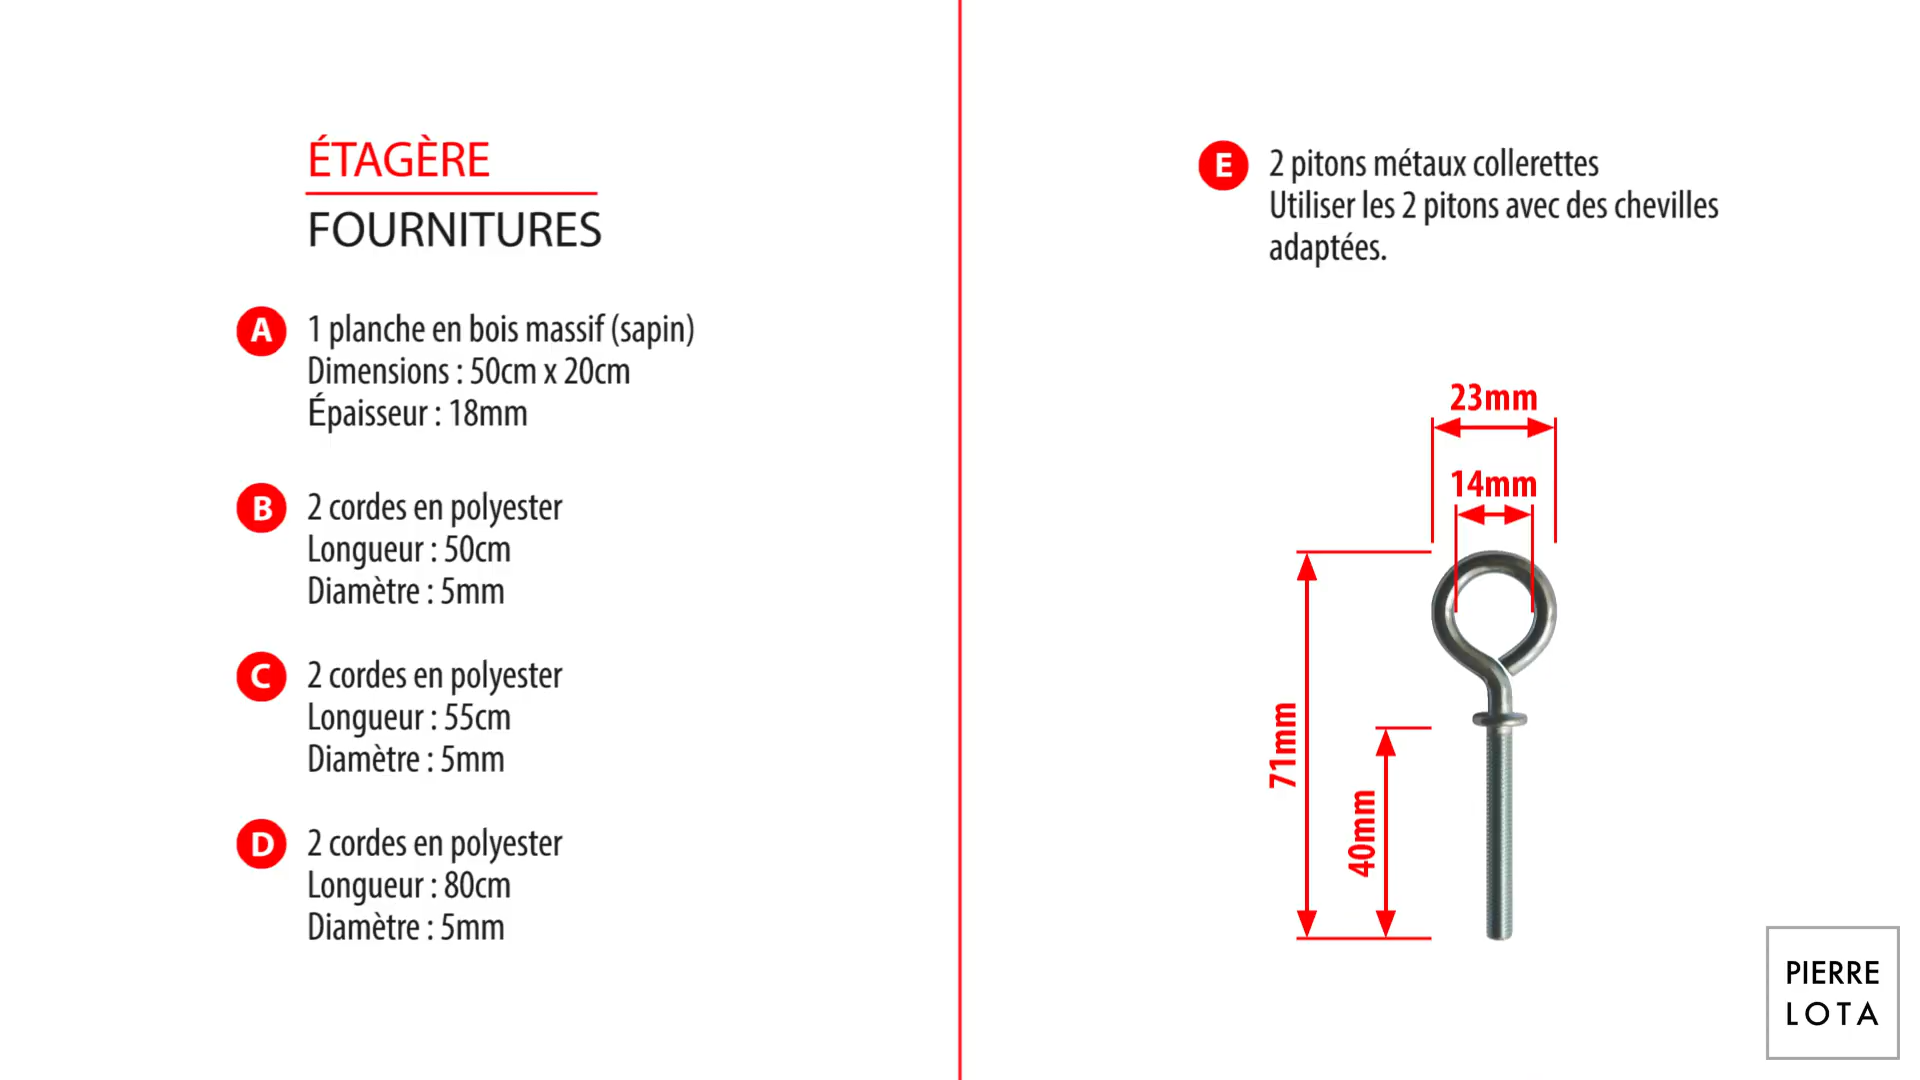 ÉTAGÈRE
FOURNITURES
A
1 planche en bois massif (sapin)
Dimensions : 50cm x 20cm
Épaisseur : 18mm
B
2 cordes en polyester
Longueur : 50cm
Diamètre : 5mm
C
2 cordes en polyester
Longueur : 55cm
Diamètre : 5mm
D
2 cordes en polyester
Longueur : 80cm
Diamètre : 5mm
E
2 pitons métaux collerettes
Utiliser les 2 pitons avec des chevilles
adaptées.
23mm
14mm
71mm
40mm
PIERRE
LOTA